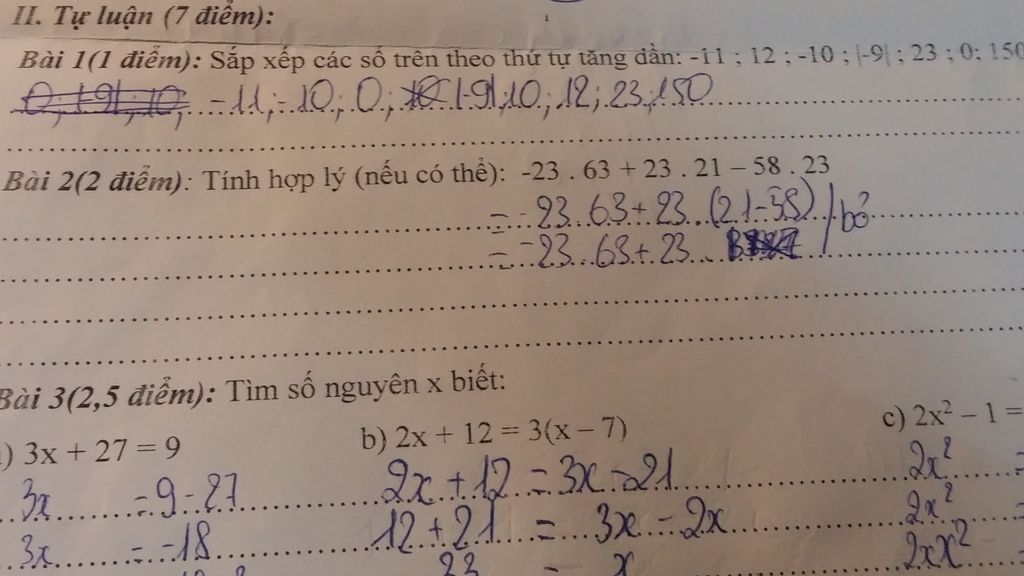 II. Tự luận (7 điểm):
Bài 1(1 điểm): Sắp xếp các số trên theo thứ tự tăng dần: -11 ; 12 ; -10 ; |-9| ; 23 ; 0; 150
-11; -10; 0; |-9|, 10; 12; 23; 150
Bài 2(2 điểm): Tính hợp lý (nếu có thể): -23 . 63 + 23 . 21 – 58 . 23
= -23 . 63 + 23 . (21-58) / bỏ
= -23 . 63 + 23 .
Bài 3(2,5 điểm): Tìm số nguyên x biết:
) 3x + 27 = 9 b) 2x + 12 = 3(x – 7) c) 2x² – 1 =
3x = 9 - 27 2x + 12 = 3x - 21 2x² =
3x = -18 12 + 21 = 3x - 2x 2x² =
33 = x 2xx²